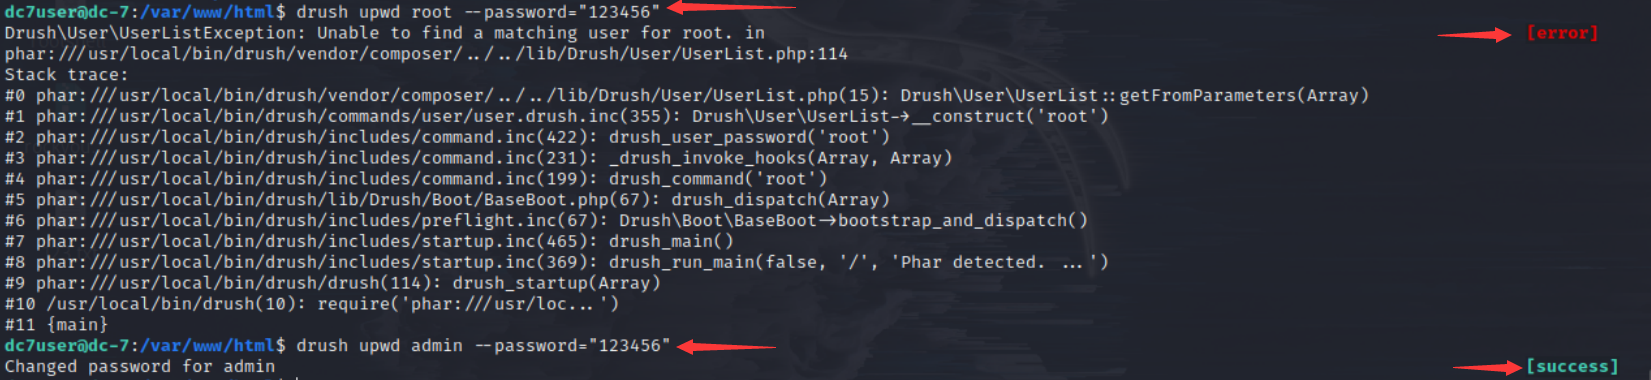 dc7user@dc-7:/var/www/html$ drush upwd root --password="123456"
Drush\User\UserListException: Unable to find a matching user for root. in [error]
phar:///usr/local/bin/drush/vendor/composer/../../lib/Drush/User/UserList.php:114
Stack trace:
#0 phar:///usr/local/bin/drush/vendor/composer/../../lib/Drush/User/UserList.php(15): Drush\User\UserList::getFromParameters(Array)
#1 phar:///usr/local/bin/drush/commands/user/user.drush.inc(355): Drush\User\UserList->__construct('root')
#2 phar:///usr/local/bin/drush/includes/command.inc(422): drush_user_password('root')
#3 phar:///usr/local/bin/drush/includes/command.inc(231): _drush_invoke_hooks(Array, Array)
#4 phar:///usr/local/bin/drush/includes/command.inc(199): drush_command('root')
#5 phar:///usr/local/bin/drush/lib/Drush/Boot/BaseBoot.php(67): drush_dispatch(Array)
#6 phar:///usr/local/bin/drush/includes/preflight.inc(67): Drush\Boot\BaseBoot->bootstrap_and_dispatch()
#7 phar:///usr/local/bin/drush/includes/startup.inc(465): drush_main()
#8 phar:///usr/local/bin/drush/includes/startup.inc(369): drush_run_main(false, '/', 'Phar detected. ...')
#9 phar:///usr/local/bin/drush/drush(114): drush_startup(Array)
#10 /usr/local/bin/drush(10): require('phar:///usr/loc...')
#11 {main}
dc7user@dc-7:/var/www/html$ drush upwd admin --password="123456"
Changed password for admin [success]